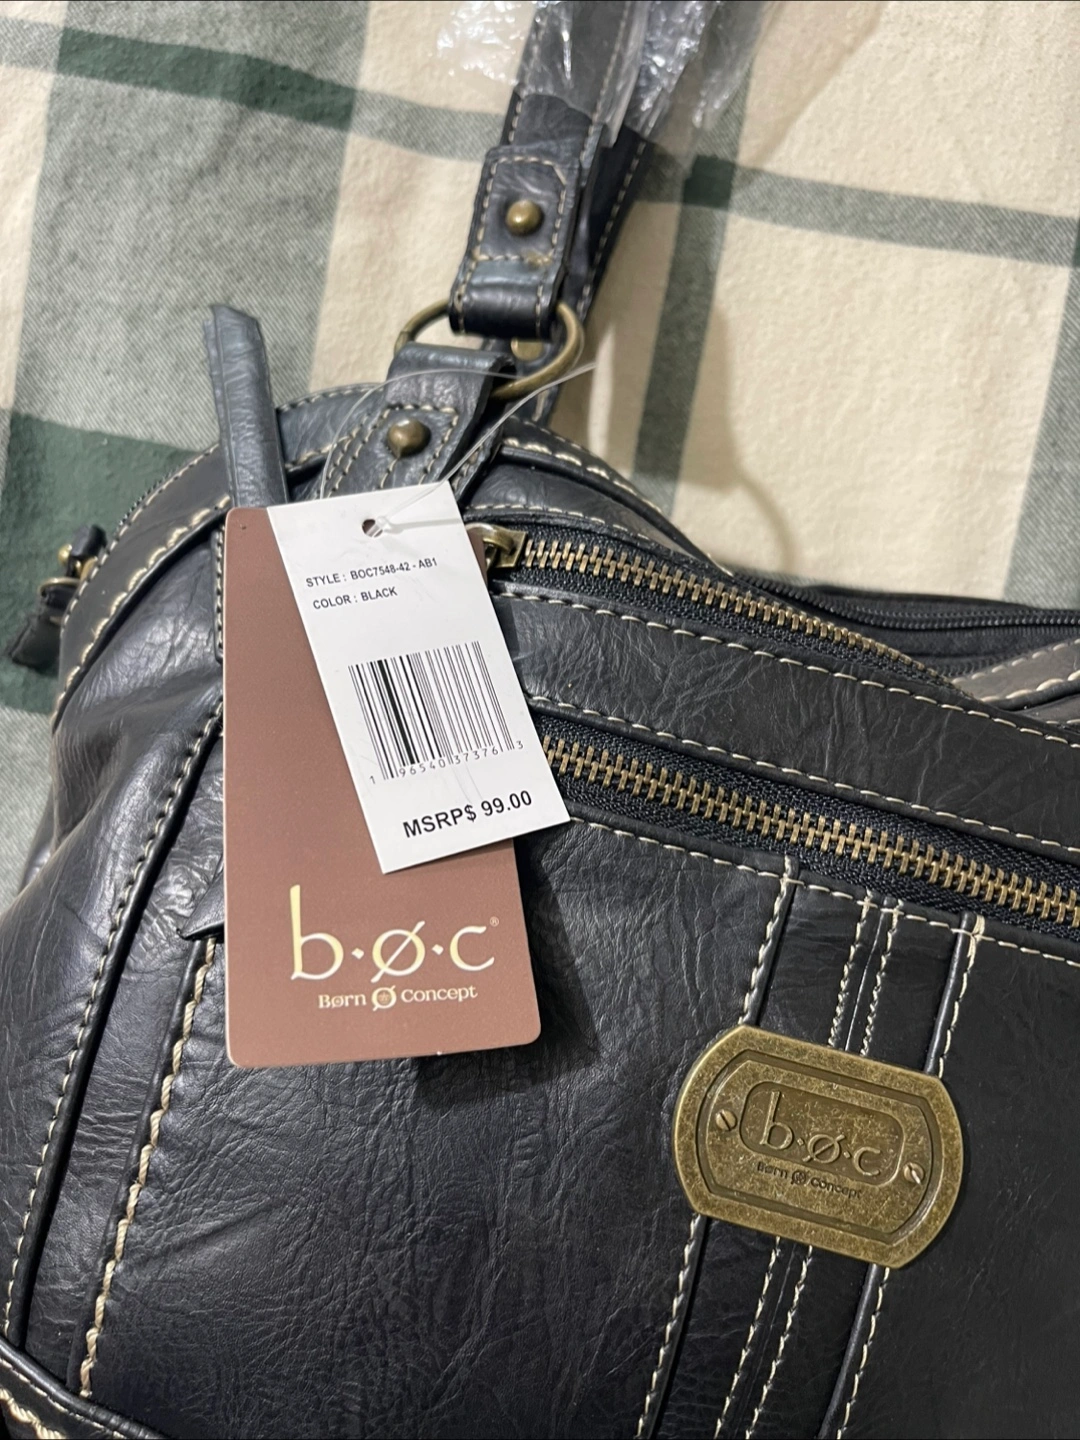 STYLE : BOC7548-42 - AB1
COLOR : BLACK
1 96540 37376 3
MSRP$ 99.00
b·ø·c®
Børn Ø Concept
b·ø·c
Børn Ø Concept